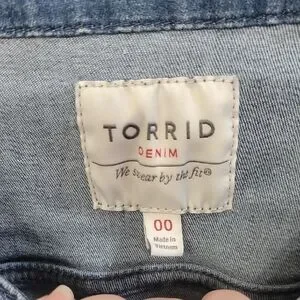 TORRID
DENIM
We swear by the fit®
00
Made in
Vietnam